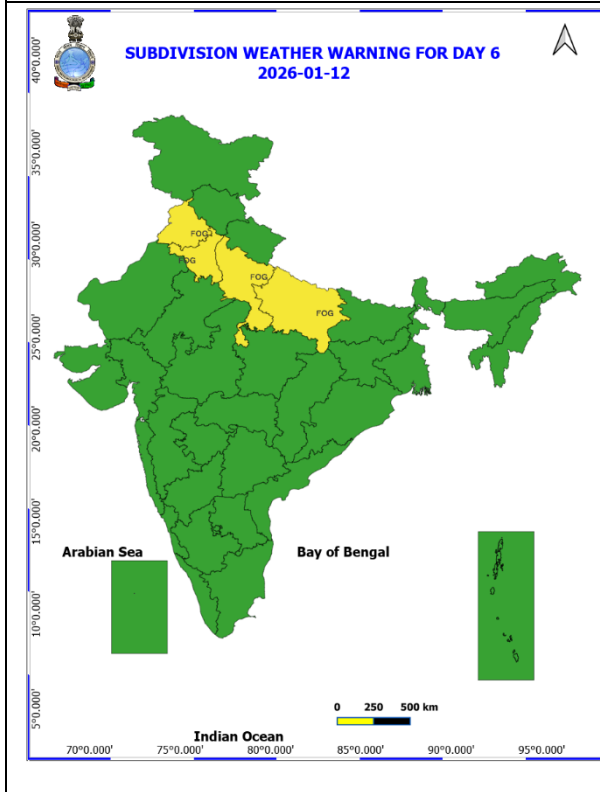 SUBDIVISION WEATHER WARNING FOR DAY 6
2026-01-12
40°0.000'
35°0.000'
30°0.000'
25°0.000'
20°0.000'
15°0.000'
10°0.000'
5°0.000'
FOG
FOG
FOG
FOG
Arabian Sea
Bay of Bengal
0 250 500 km
Indian Ocean
70°0.000' 75°0.000' 80°0.000' 85°0.000' 90°0.000' 95°0.000'